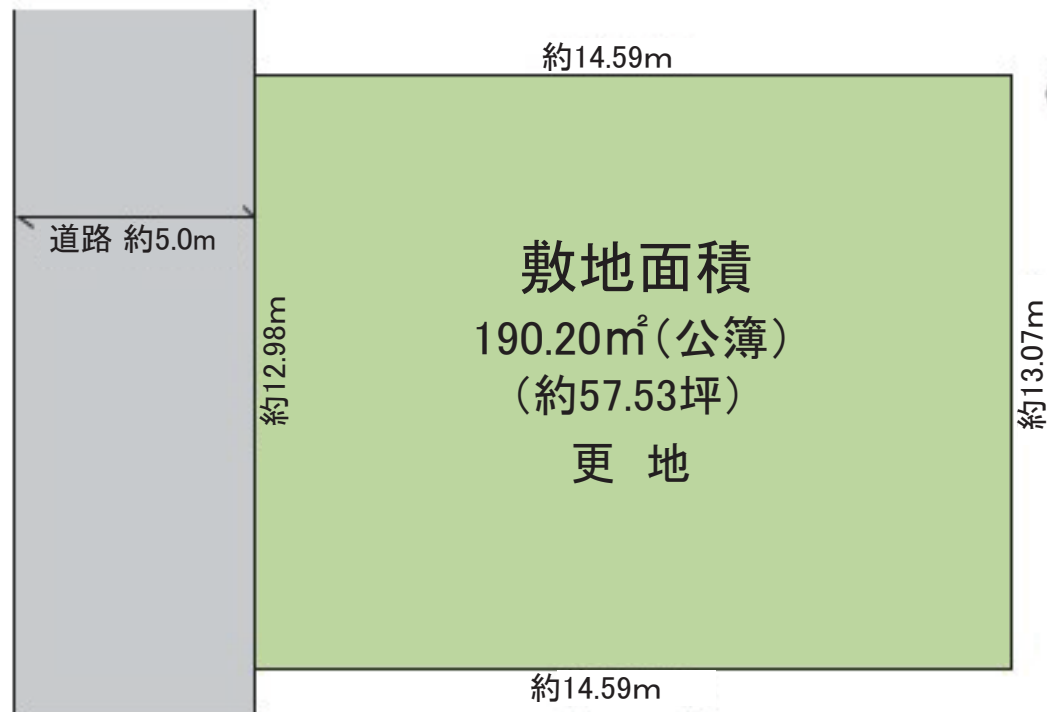 約14.59m
道路 約5.0m
約12.98m
敷地面積
190.20㎡(公簿)
(約57.53坪)
更 地
約13.07m
約14.59m